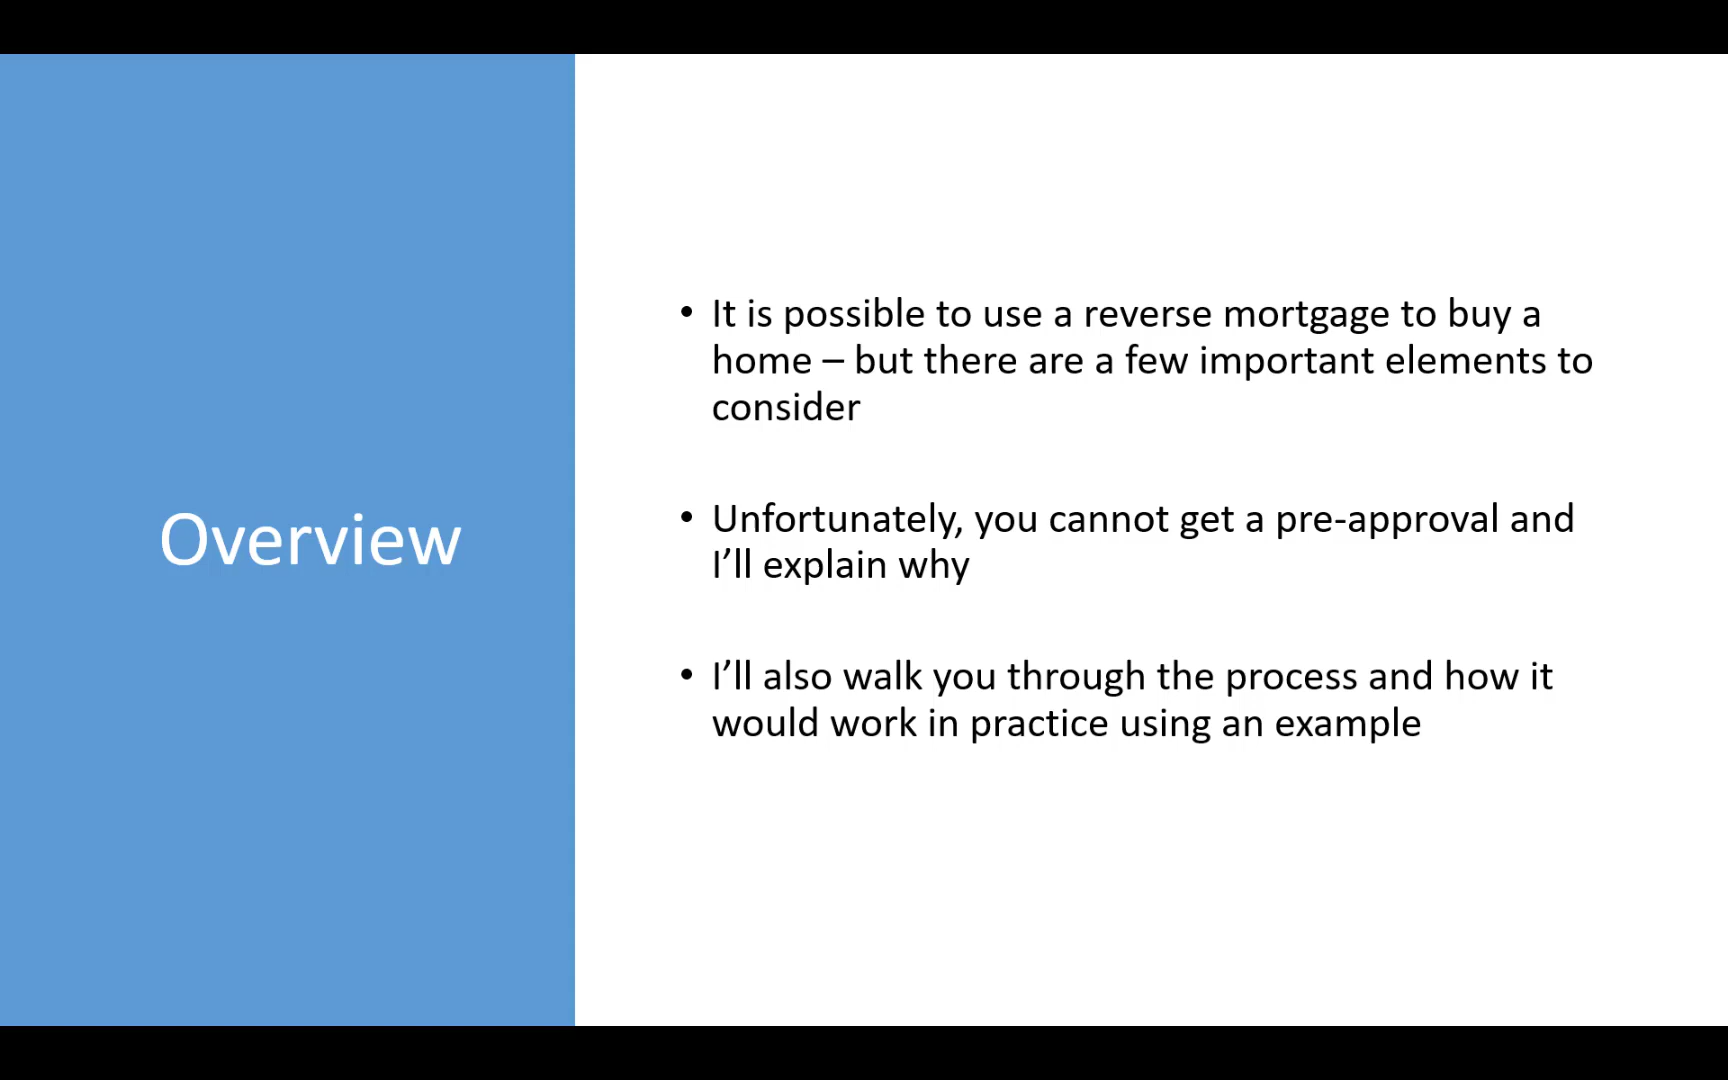 Overview
• It is possible to use a reverse mortgage to buy a
home – but there are a few important elements to
consider
• Unfortunately, you cannot get a pre-approval and
I’ll explain why
• I’ll also walk you through the process and how it
would work in practice using an example